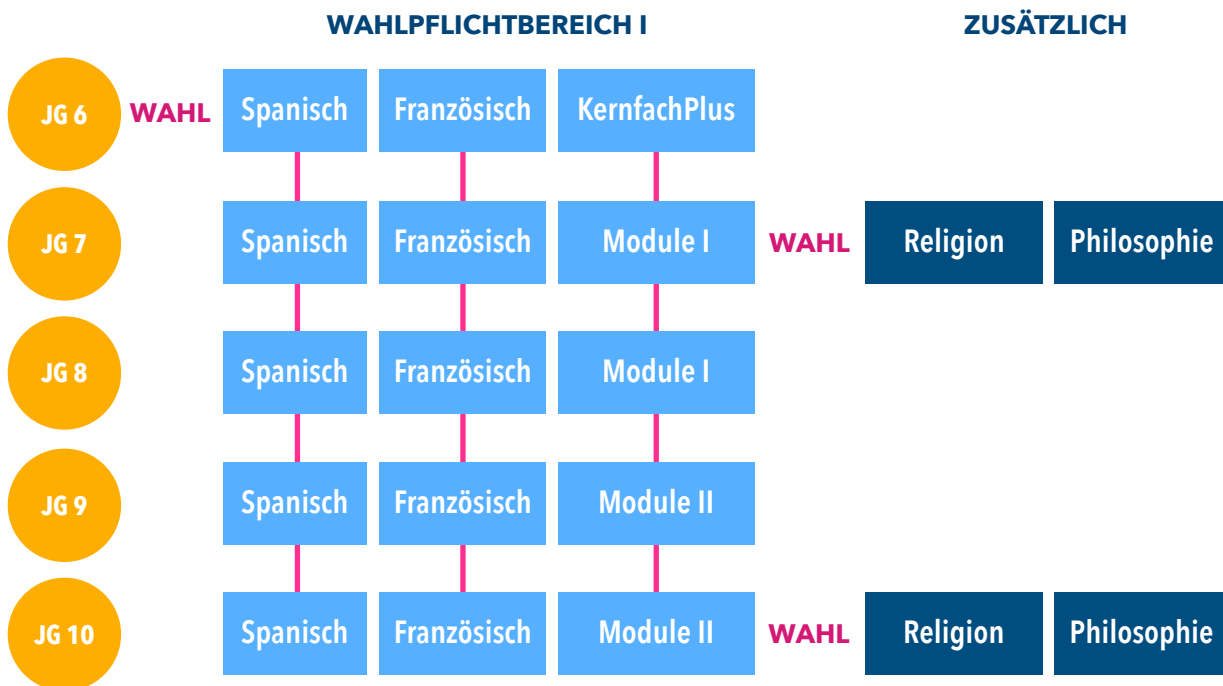 WAHLPFLICHTBEREICH I ZUSÄTZLICH
JG 6 WAHL Spanisch Französisch KernfachPlus
JG 7 Spanisch Französisch Module I WAHL Religion Philosophie
JG 8 Spanisch Französisch Module I
JG 9 Spanisch Französisch Module II
JG 10 Spanisch Französisch Module II WAHL Religion Philosophie